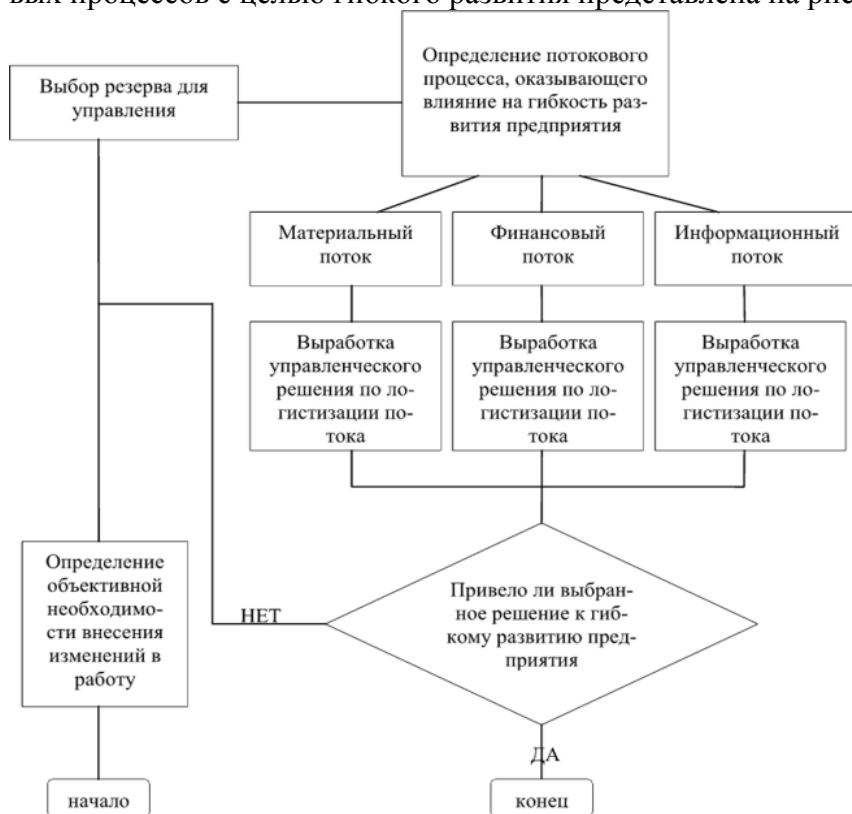 вых процессов с целью гибкого развития представлена на рис
Определение потокового
процесса, оказывающего
влияние на гибкость раз-
вития предприятия
Выбор резерва для
управления
Материальный
поток
Финансовый
поток
Информационный
поток
Выработка
управленческого
решения по ло-
гистизации по-
тока
Выработка
управленческого
решения по ло-
гистизации по-
тока
Выработка
управленческого
решения по ло-
гистизации по-
тока
Определение
объективной
необходимо-
сти внесения
изменений в
работу
НЕТ
Привело ли выбран-
ное решение к гиб-
кому развитию пред-
приятия
ДА
начало
конец